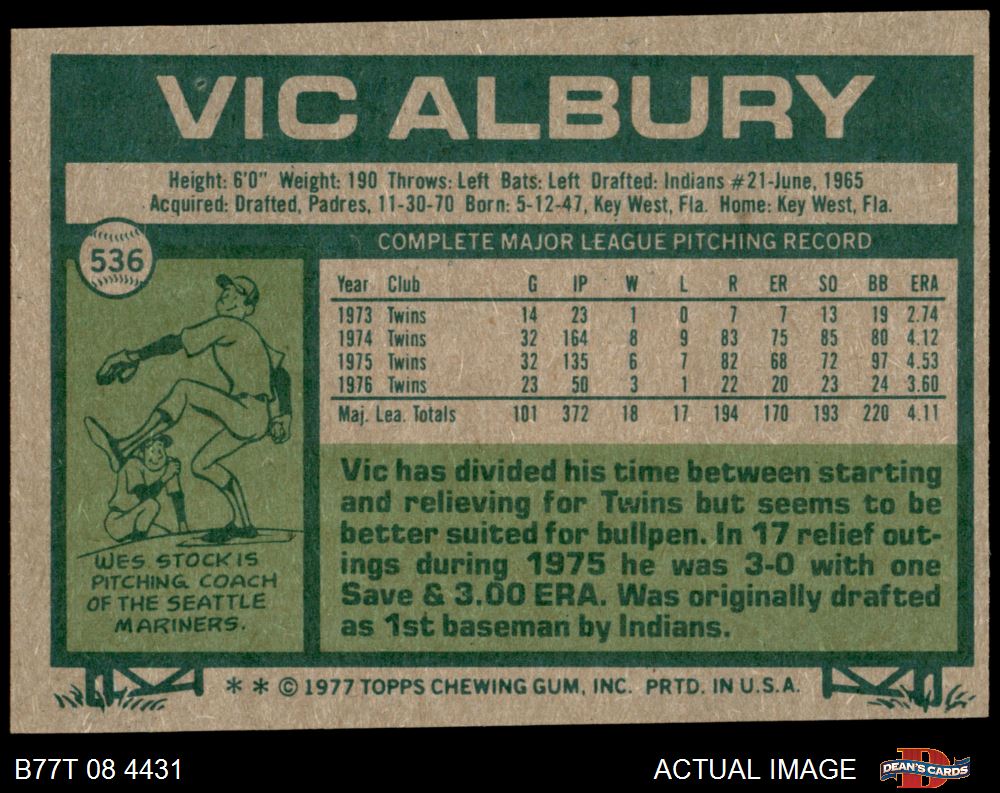 VIC ALBURY
Height: 6'0" Weight: 190 Throws: Left Bats: Left Drafted: Indians #21-June, 1965
Acquired: Drafted, Padres, 11-30-70 Born: 5-12-47, Key West, Fla. Home: Key West, Fla.
536
COMPLETE MAJOR LEAGUE PITCHING RECORD
Year Club G IP W L R ER SO BB ERA
1973 Twins 14 23 1 0 7 7 13 19 2.74
1974 Twins 32 164 8 9 83 75 85 80 4.12
1975 Twins 32 135 6 7 82 68 72 97 4.53
1976 Twins 23 50 3 1 22 20 23 24 3.60
Maj. Lea. Totals 101 372 18 17 194 170 193 220 4.11
WES STOCK IS
PITCHING COACH
OF THE SEATTLE
MARINERS.
Vic has divided his time between starting
and relieving for Twins but seems to be
better suited for bullpen. In 17 relief out-
ings during 1975 he was 3-0 with one
Save & 3.00 ERA. Was originally drafted
as 1st baseman by Indians.
* * © 1977 TOPPS CHEWING GUM, INC. PRTD. IN U.S.A.
B77T 08 4431
ACTUAL IMAGE
D
DEAN'S CARDS